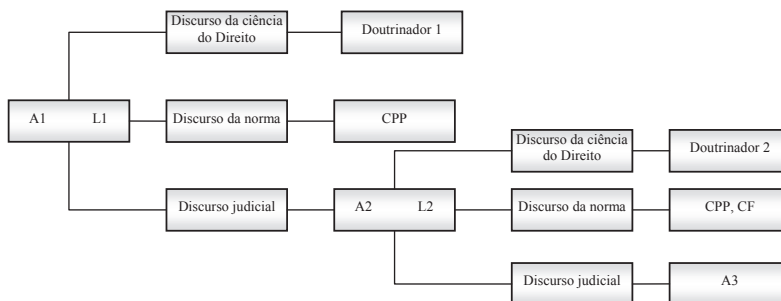 Discurso da ciência
do Direito
Doutrinador 1
A1 L1
Discurso da norma
CPP
Discurso da ciência
do Direito
Doutrinador 2
Discurso judicial
A2 L2
Discurso da norma
CPP, CF
Discurso judicial
A3